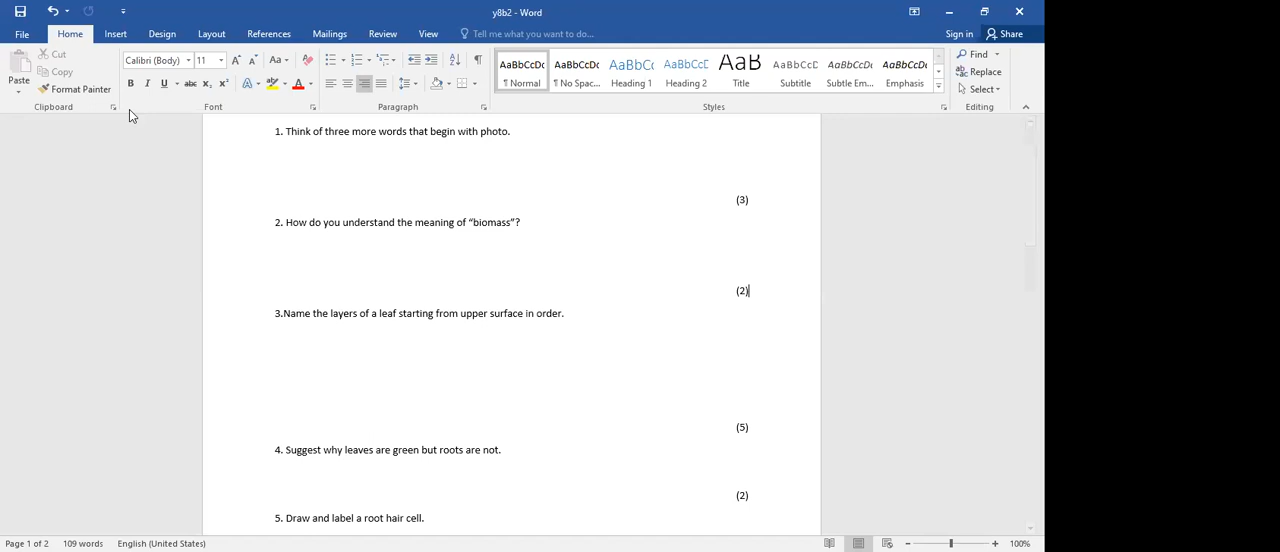 y8b2 - Word
File
Home
Insert
Design
Layout
References
Mailings
Review
View
Tell me what you want to do...
Sign in
Share
Paste
Cut
Copy
Format Painter
Clipboard
Calibri (Body)
11
Font
Paragraph
AaBbCcDc
¶ Normal
AaBbCcDc
¶ No Spac...
AaBbCc
Heading 1
AaBbCcC
Heading 2
AaB
Title
AaBbCcD
Subtitle
AaBbCcDc
Subtle Em...
AaBbCcDc
Emphasis
Styles
Find
Replace
Select
Editing
1. Think of three more words that begin with photo.
(3)
2. How do you understand the meaning of “biomass”?
(2)
3.Name the layers of a leaf starting from upper surface in order.
(5)
4. Suggest why leaves are green but roots are not.
(2)
5. Draw and label a root hair cell.
Page 1 of 2
109 words
English (United States)
100%